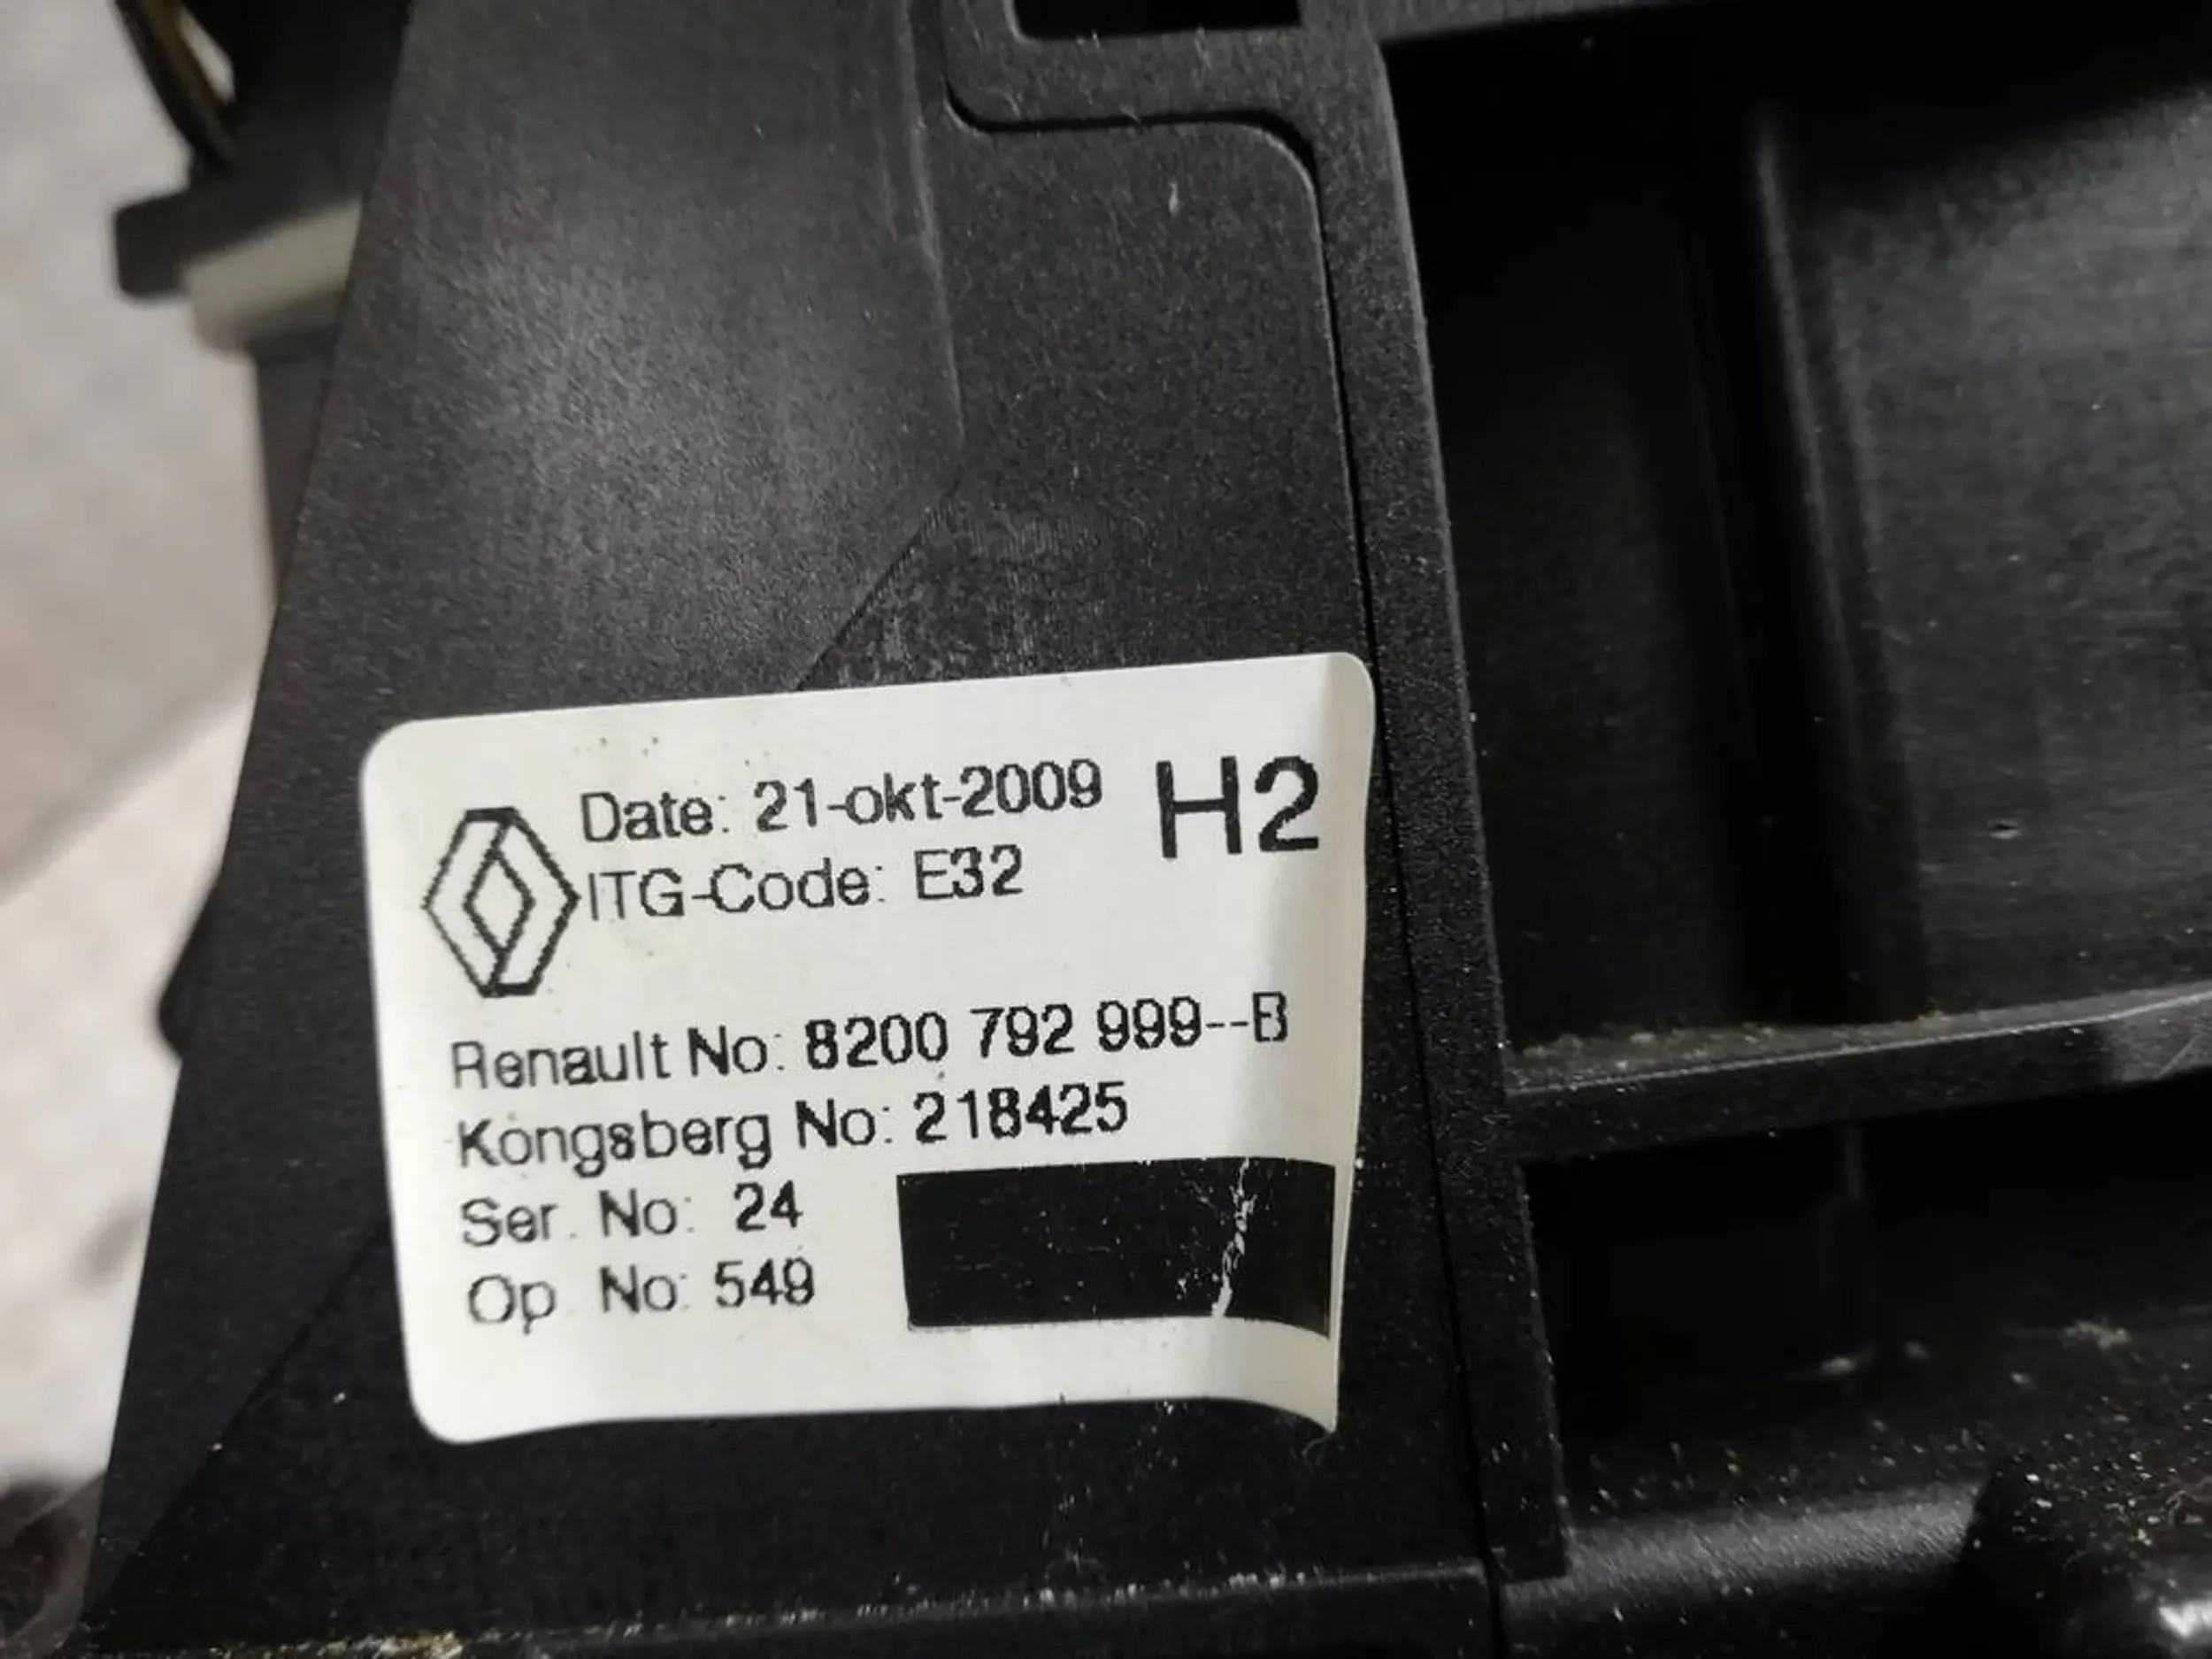 Date: 21-okt-2009 H2
ITG-Code: E32
Renault No: 8200 792 999--B
Kongsberg No: 218425
Ser. No: 24
Op. No: 549